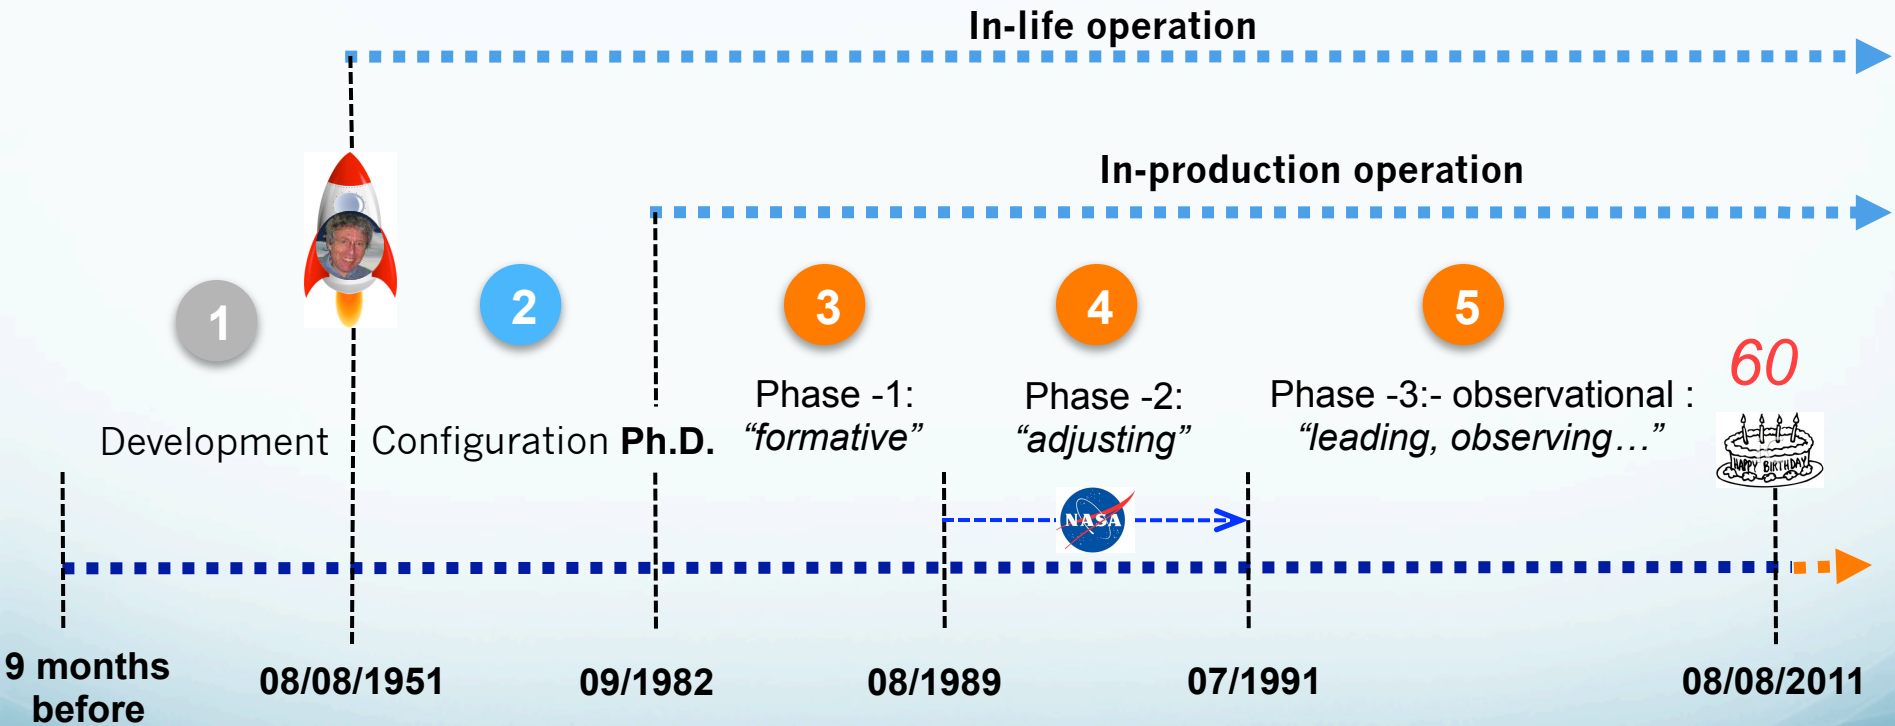 In-life operation
In-production operation
1
2
3
4
5
60
Phase -1:
“formative”
Phase -2:
“adjusting”
Phase -3:- observational :
“leading, observing…”
Development
Configuration Ph.D.
HAPPY BIRTHDAY
NASA
9 months
before
08/08/1951
09/1982
08/1989
07/1991
08/08/2011